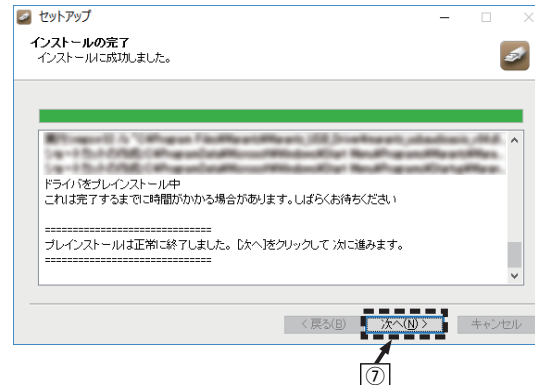 セットアップ
インストールの完了
インストールに成功しました。
ドライバをプレインストール中
これは完了するまでに時間がかかる場合があります。しばらくお待ちください
==============================
プレインストールは正常に終了しました。[次へ]をクリックして次に進みます。
==============================
< 戻る(B)
次へ(N) >
キャンセル
⑦